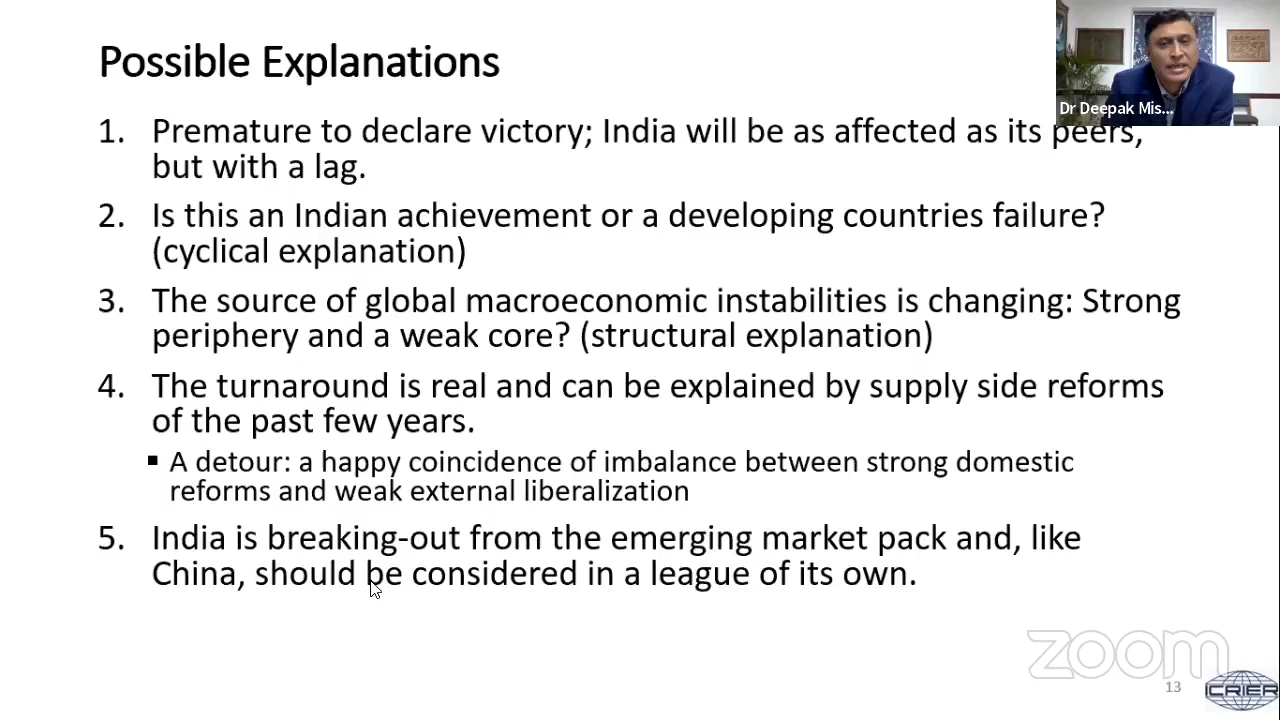 Possible Explanations
Dr Deepak Mis...
1. Premature to declare victory; India will be as affected as its peers,
but with a lag.
2. Is this an Indian achievement or a developing countries failure?
(cyclical explanation)
3. The source of global macroeconomic instabilities is changing: Strong
periphery and a weak core? (structural explanation)
4. The turnaround is real and can be explained by supply side reforms
of the past few years.
▪ A detour: a happy coincidence of imbalance between strong domestic
reforms and weak external liberalization
5. India is breaking-out from the emerging market pack and, like
China, should be considered in a league of its own.
zoom
13
ICRIER